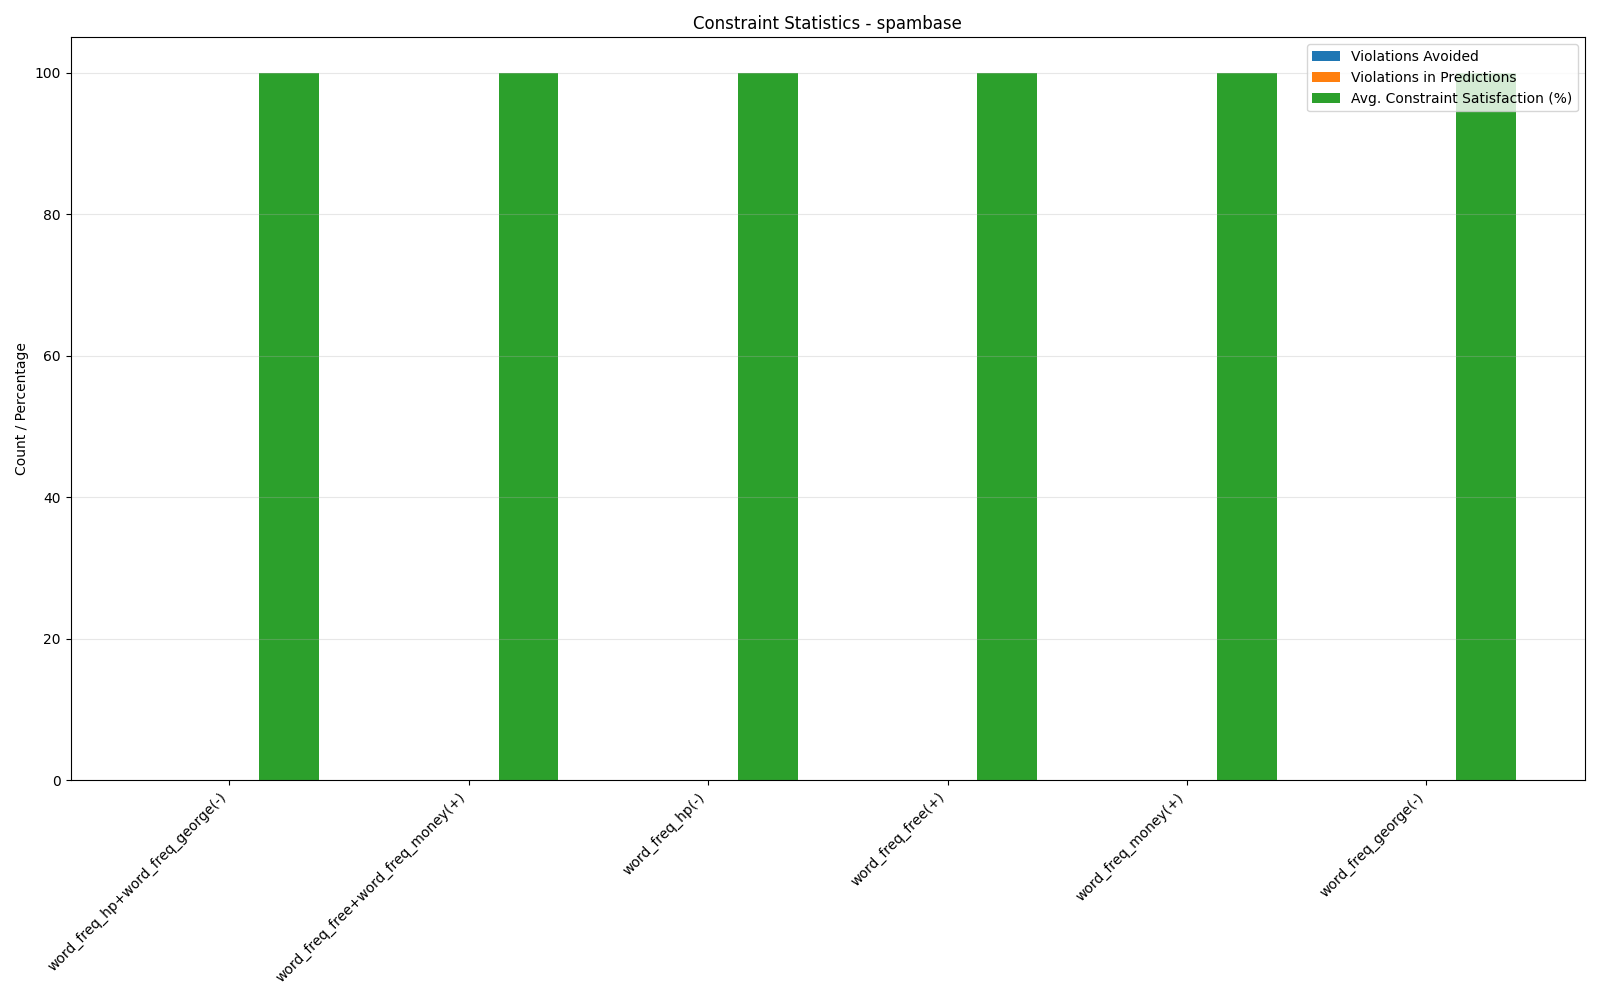 Constraint Statistics - spambase
Violations Avoided
Violations in Predictions
Avg. Constraint Satisfaction (%)
Count / Percentage
100
80
60
40
20
0
word_freq_hp+word_freq_george(-)
word_freq_free+word_freq_money(+)
word_freq_hp(-)
word_freq_free(+)
word_freq_money(+)
word_freq_george(-)